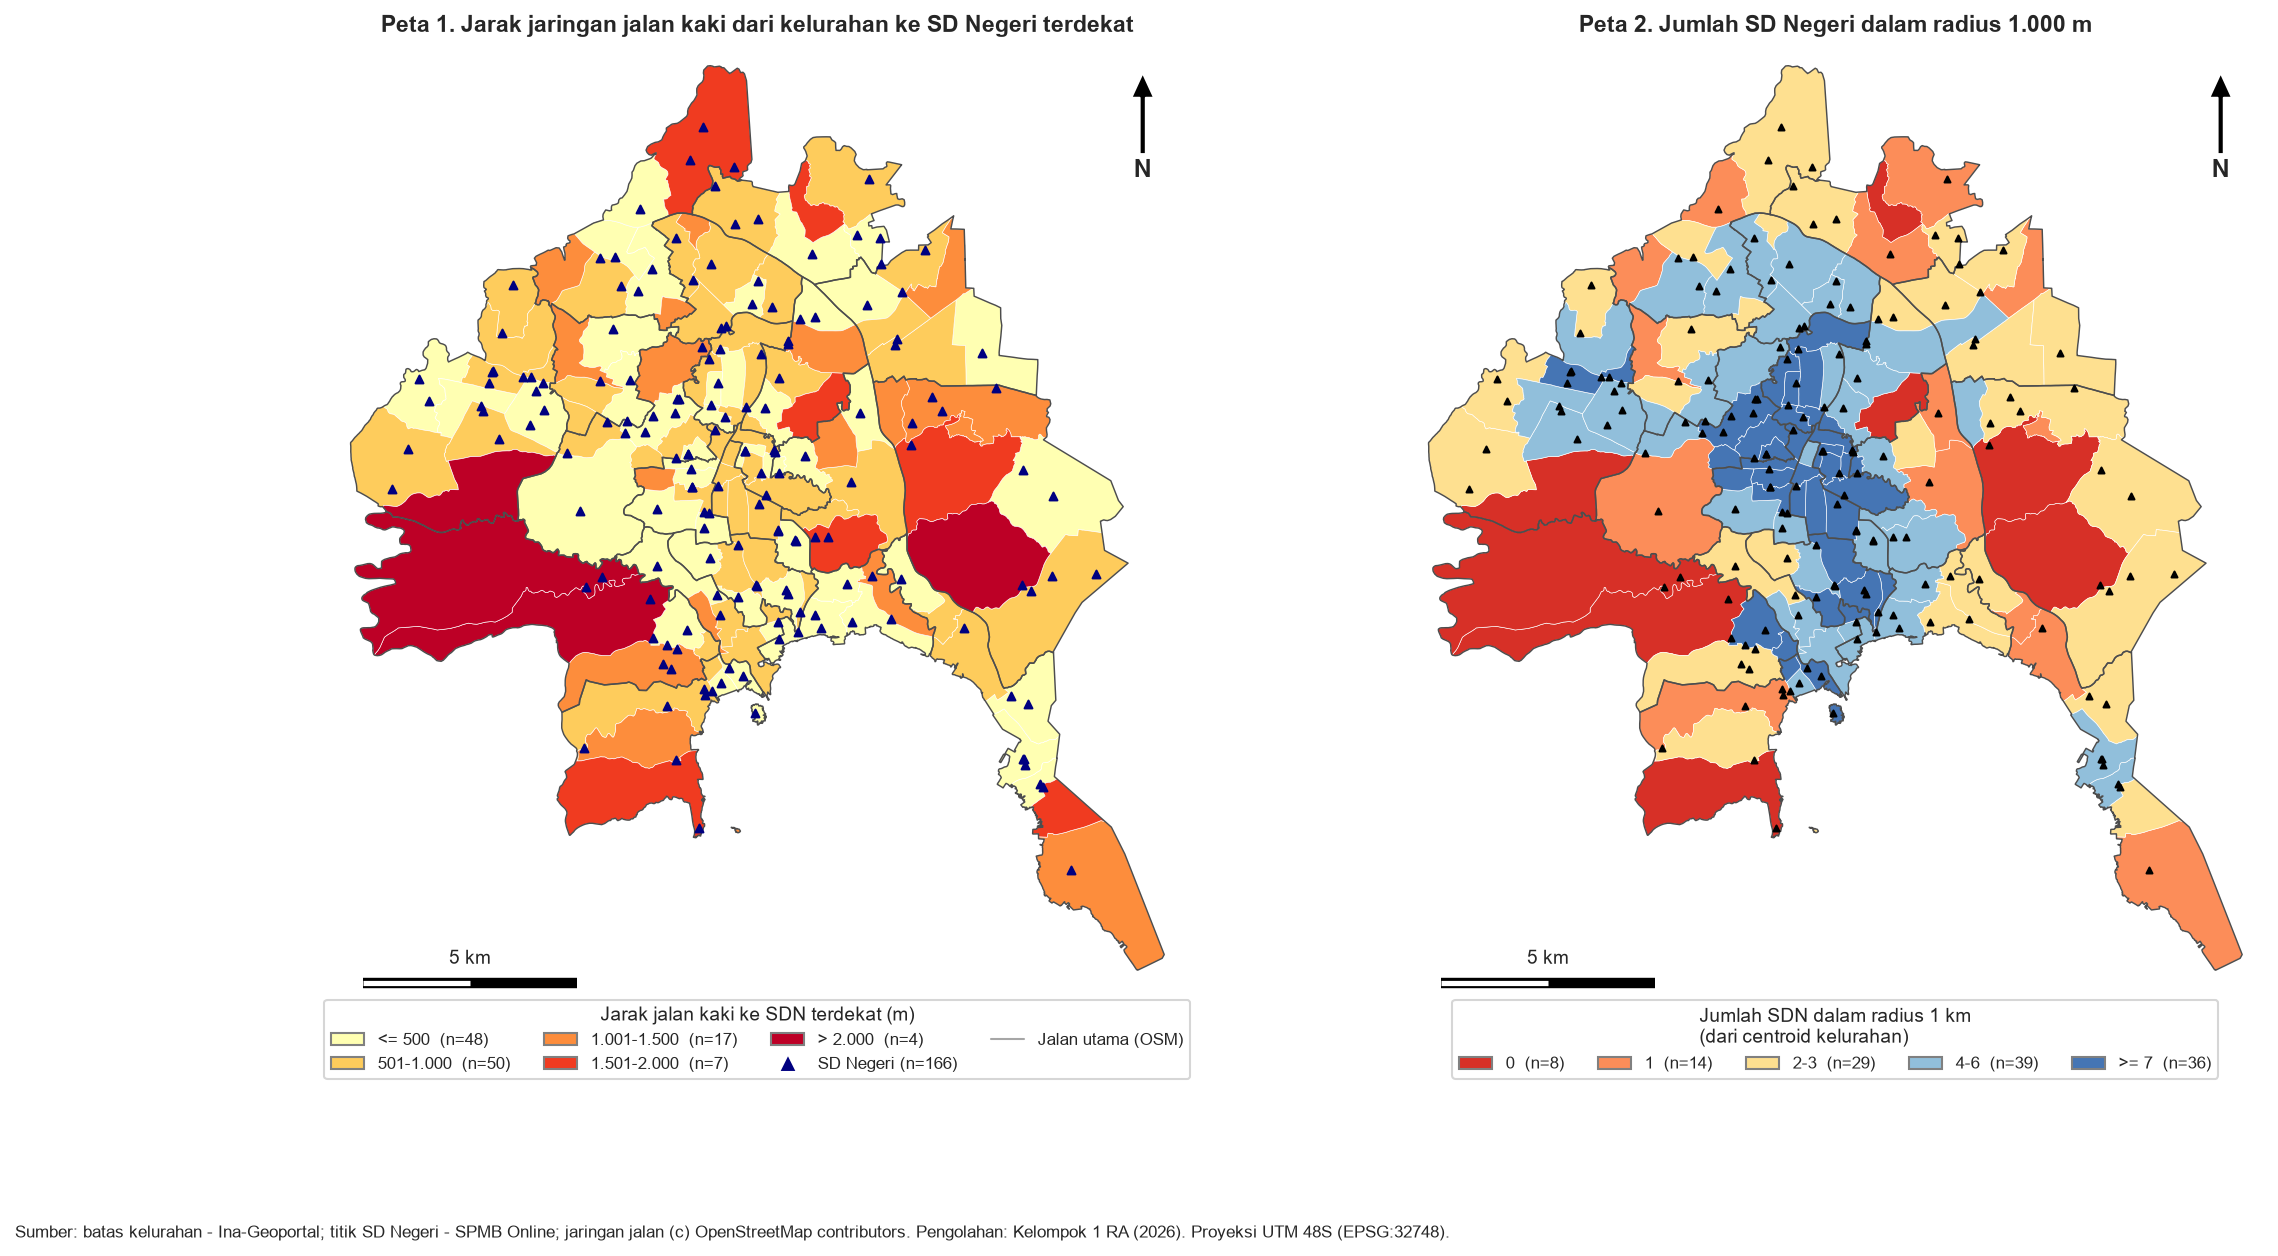 Peta 1. Jarak jaringan jalan kaki dari kelurahan ke SD Negeri terdekat
N
5 km
Jarak jalan kaki ke SDN terdekat (m)
<= 500 (n=48)
501-1.000 (n=50)
1.001-1.500 (n=17)
1.501-2.000 (n=7)
> 2.000 (n=4)
SD Negeri (n=166)
Jalan utama (OSM)
Peta 2. Jumlah SD Negeri dalam radius 1.000 m
N
5 km
Jumlah SDN dalam radius 1 km
(dari centroid kelurahan)
0 (n=8)
1 (n=14)
2-3 (n=29)
4-6 (n=39)
>= 7 (n=36)
Sumber: batas kelurahan - Ina-Geoportal; titik SD Negeri - SPMB Online; jaringan jalan (c) OpenStreetMap contributors. Pengolahan: Kelompok 1 RA (2026). Proyeksi UTM 48S (EPSG:32748).